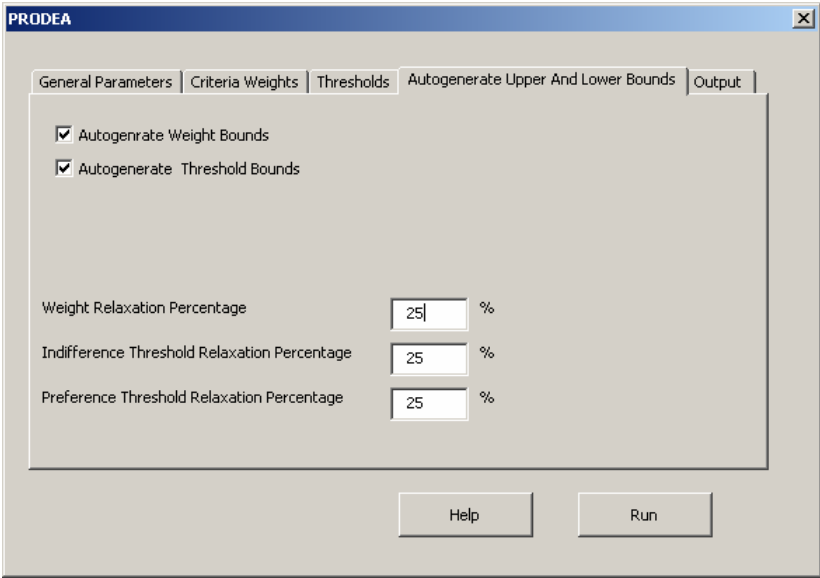 PRODEA
General Parameters Criteria Weights Thresholds Autogenerate Upper And Lower Bounds Output
Autogenrate Weight Bounds
Autogenerate Threshold Bounds
Weight Relaxation Percentage 25 %
Indifference Threshold Relaxation Percentage 25 %
Preference Threshold Relaxation Percentage 25 %
Help Run